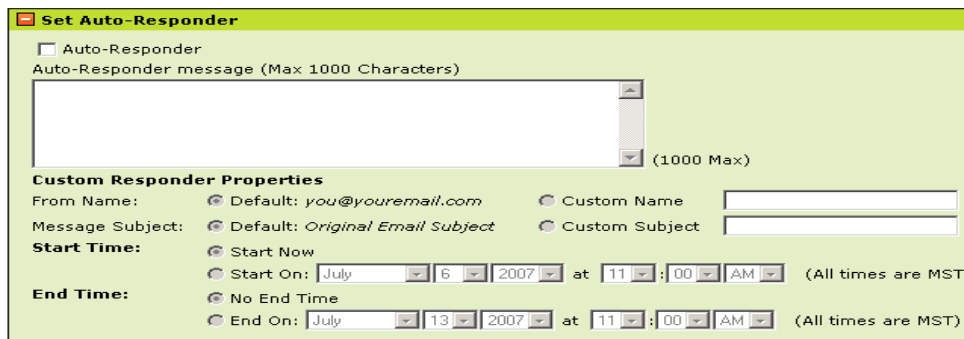 Set Auto-Responder
Auto-Responder
Auto-Responder message (Max 1000 Characters)
(1000 Max)
Custom Responder Properties
From Name: Default: you@youremail.com Custom Name
Message Subject: Default: Original Email Subject Custom Subject
Start Time: Start Now
Start On: July 6 2007 at 11 : 00 AM (All times are MST
End Time: No End Time
End On: July 13 2007 at 11 : 00 AM (All times are MST)